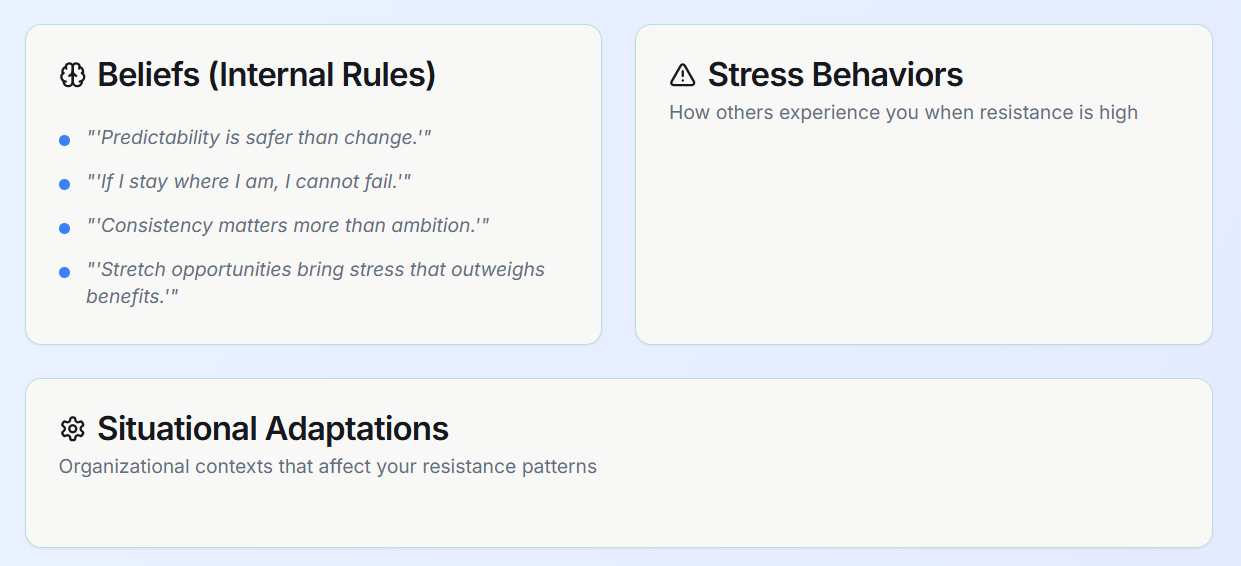 Beliefs (Internal Rules)
"'Predictability is safer than change.'"
"'If I stay where I am, I cannot fail.'"
"'Consistency matters more than ambition.'"
"'Stretch opportunities bring stress that outweighs
benefits.'"
Stress Behaviors
How others experience you when resistance is high
Situational Adaptations
Organizational contexts that affect your resistance patterns